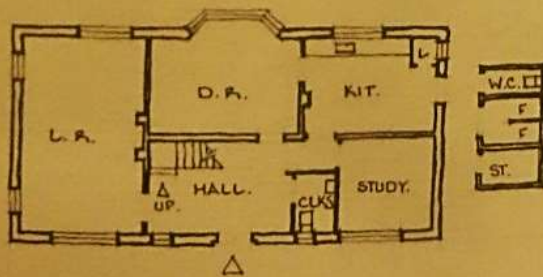 L.
D.R.
KIT.
W.C.
F
F
L.R.
ST.
HALL.
STUDY.
UP.
CLKS